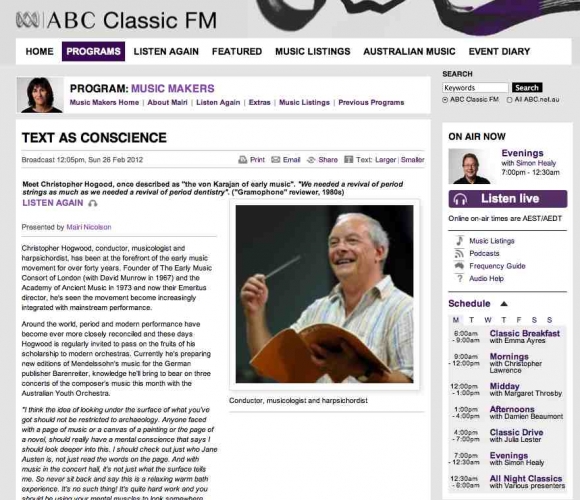 ABC Classic FM
HOME PROGRAMS LISTEN AGAIN FEATURED MUSIC LISTINGS AUSTRALIAN MUSIC EVENT DIARY
PROGRAM: MUSIC MAKERS
Music Makers Home | About Mairi | Listen Again | Extras | Music Listings | Previous Programs
TEXT AS CONSCIENCE
Broadcast 12:05pm, Sun 26 Feb 2012
Print Email Share Text: Larger | Smaller
Meet Christopher Hogood, once described as "the von Karajan of early music". "We needed a revival of period
strings as much as we needed a revival of period dentistry". ("Gramophone" reviewer, 1980s)
LISTEN AGAIN
Presented by Mairi Nicolson
Christopher Hogwood, conductor, musicologist and
harpsichordist, has been at the forefront of the early music
movement for over forty years. Founder of The Early Music
Consort of London (with David Munrow in 1967) and the
Academy of Ancient Music in 1973 and now their Emeritus
director, he's seen the movement become increasingly
integrated with mainstream performance.
Around the world, period and modern performance have
become ever more closely reconciled and these days
Hogwood is regularly invited to pass on the fruits of his
scholarship to modern orchestras. Currently he's preparing
new editions of Mendelssohn's music for the German
publisher Barenreiter, knowledge he'll bring to bear on three
concerts of the composer's music this month with the
Australian Youth Orchestra.
"I think the idea of looking under the surface of what you've
got should not be restricted to archaeology. Anyone faced
with a page of music or a canvas of a painting or the page of
a novel, should really have a mental conscience that says I
should look deeper into this. I should check out just who Jane
Austen is, not just read the words on the page. And with
music in the concert hall, it's not just what the surface tells
me. So never sit back and say this is a relaxing warm bath
experience. It's no such thing! It's quite hard work and you
should be using your mental muscles to look somewhere
Conductor, musicologist and harpsichordist
SEARCH
Keywords Search
ABC Classic FM All ABC.net.au
ON AIR NOW
Evenings
with Simon Healy
7:00pm - 12:30am
Listen live
Online on-air times are AEST/AEDT
Music Listings
Podcasts
Frequency Guide
Audio Help
Schedule
M T W T F S S
6:00am - 9:00am Classic Breakfast
with Emma Ayres
9:00am - 12:00pm Mornings
with Christopher
Lawrence
12:00pm - 1:00pm Midday
with Margaret Throsby
1:00pm - 4:00pm Afternoons
with Damien Beaumont
4:00pm - 7:00pm Classic Drive
with Julia Lester
7:00pm - 12:30am Evenings
with Simon Healy
12:30am - 6:00am All Night Classics
with Various presenters